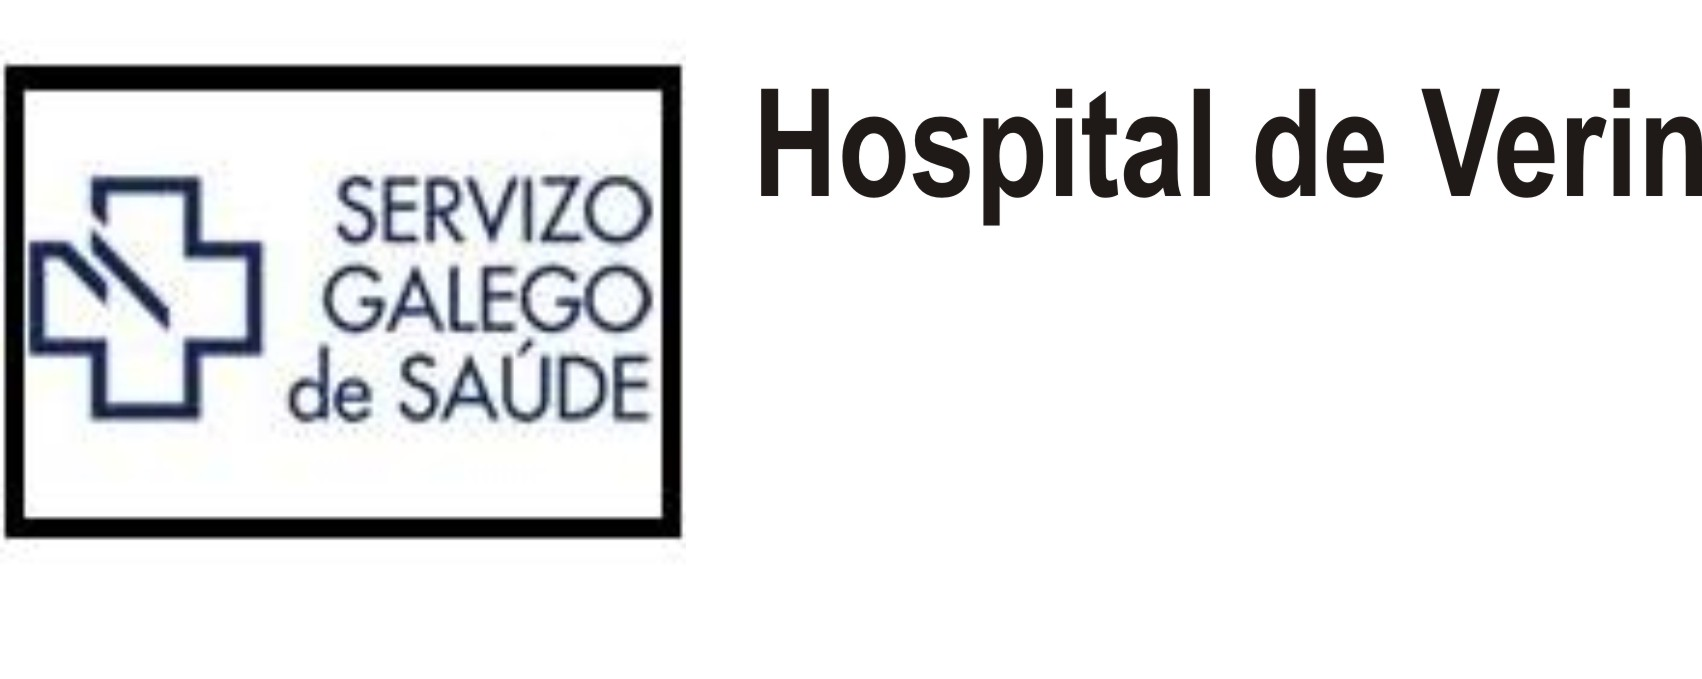 SERVIZO
GALEGO
de SAÚDE
Hospital de Verin